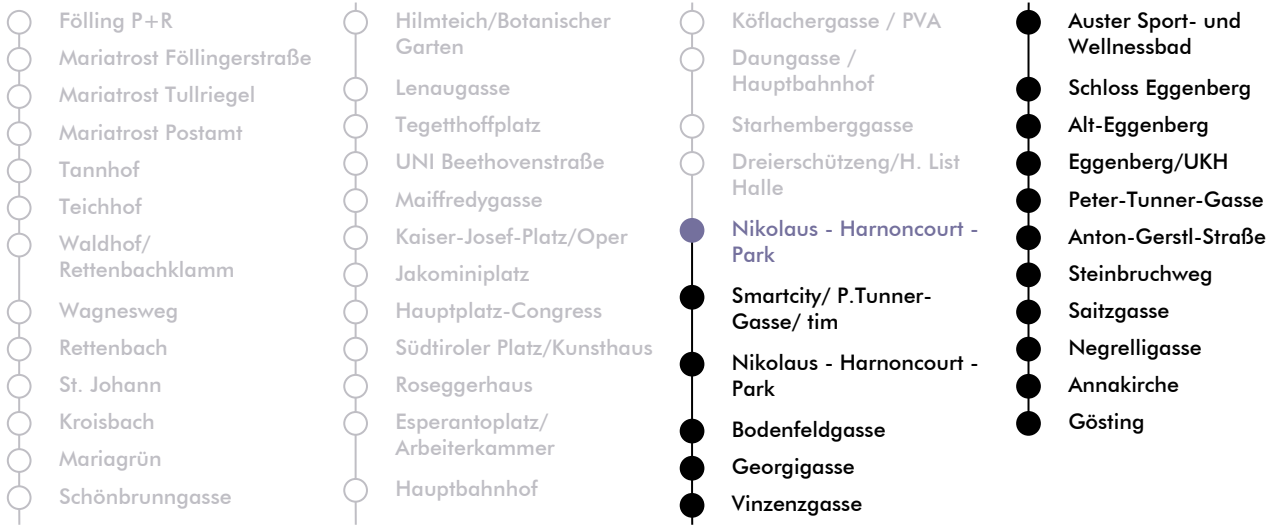 Fölling P+R
Mariatrost Föllingerstraße
Mariatrost Tullriegel
Mariatrost Postamt
Tannhof
Teichhof
Waldhof/
Rettenbachklamm
Wagnesweg
Rettenbach
St. Johann
Kroisbach
Mariagrün
Schönbrunngasse
Hilmteich/Botanischer
Garten
Lenaugasse
Tegetthoffplatz
UNI Beethovenstraße
Maiffredygasse
Kaiser-Josef-Platz/Oper
Jakominiplatz
Hauptplatz-Congress
Südtiroler Platz/Kunsthaus
Roseggerhaus
Esperantoplatz/
Arbeiterkammer
Hauptbahnhof
Köflachergasse / PVA
Daungasse /
Hauptbahnhof
Starhemberggasse
Dreierschützeng/H. List
Halle
Nikolaus - Harnoncourt -
Park
Smartcity/ P.Tunner-
Gasse/ tim
Nikolaus - Harnoncourt -
Park
Bodenfeldgasse
Georgigasse
Vinzenzgasse
Auster Sport- und
Wellnessbad
Schloss Eggenberg
Alt-Eggenberg
Eggenberg/UKH
Peter-Tunner-Gasse
Anton-Gerstl-Straße
Steinbruchweg
Saitzgasse
Negrelligasse
Annakirche
Gösting